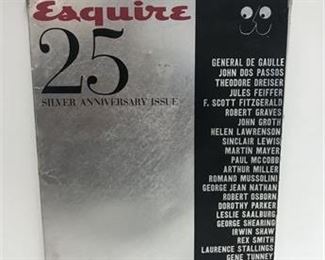 Esquire
25
SILVER ANNIVERSARY ISSUE
GENERAL DE GAULLE
JOHN DOS PASSOS
THEODORE DREISER
JULES FEIFFER
F. SCOTT FITZGERALD
ROBERT GRAVES
JOHN GROTH
HELEN LAWRENSON
SINCLAIR LEWIS
MARTIN MAYER
PAUL McCOBB
ARTHUR MILLER
ROMANO MUSSOLINI
GEORGE JEAN NATHAN
ROBERT OSBORN
DOROTHY PARKER
LESLIE SAALBURG
GEORGE SHEARING
IRWIN SHAW
REX SMITH
LAURENCE STALLINGS
GENE TUNNEY